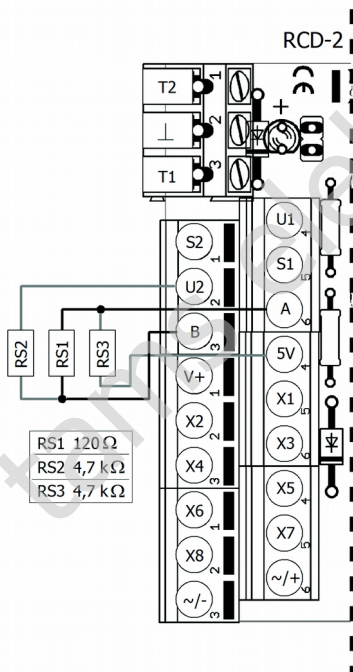 RCD-2
T2 1
CE
+
⊥ 2
T1 3
U1 4
S2 1
S1 5
U2 2
A 6
B 3
5V 4
RS2 RS1 RS3
V+ 1
X1 5
X2 2
X3 6
RS1 120 Ω
RS2 4,7 kΩ
RS3 4,7 kΩ
X4 3
X5 4
X6 1
X7 5
X8 2
~/+ 6
~/- 3
tams ele